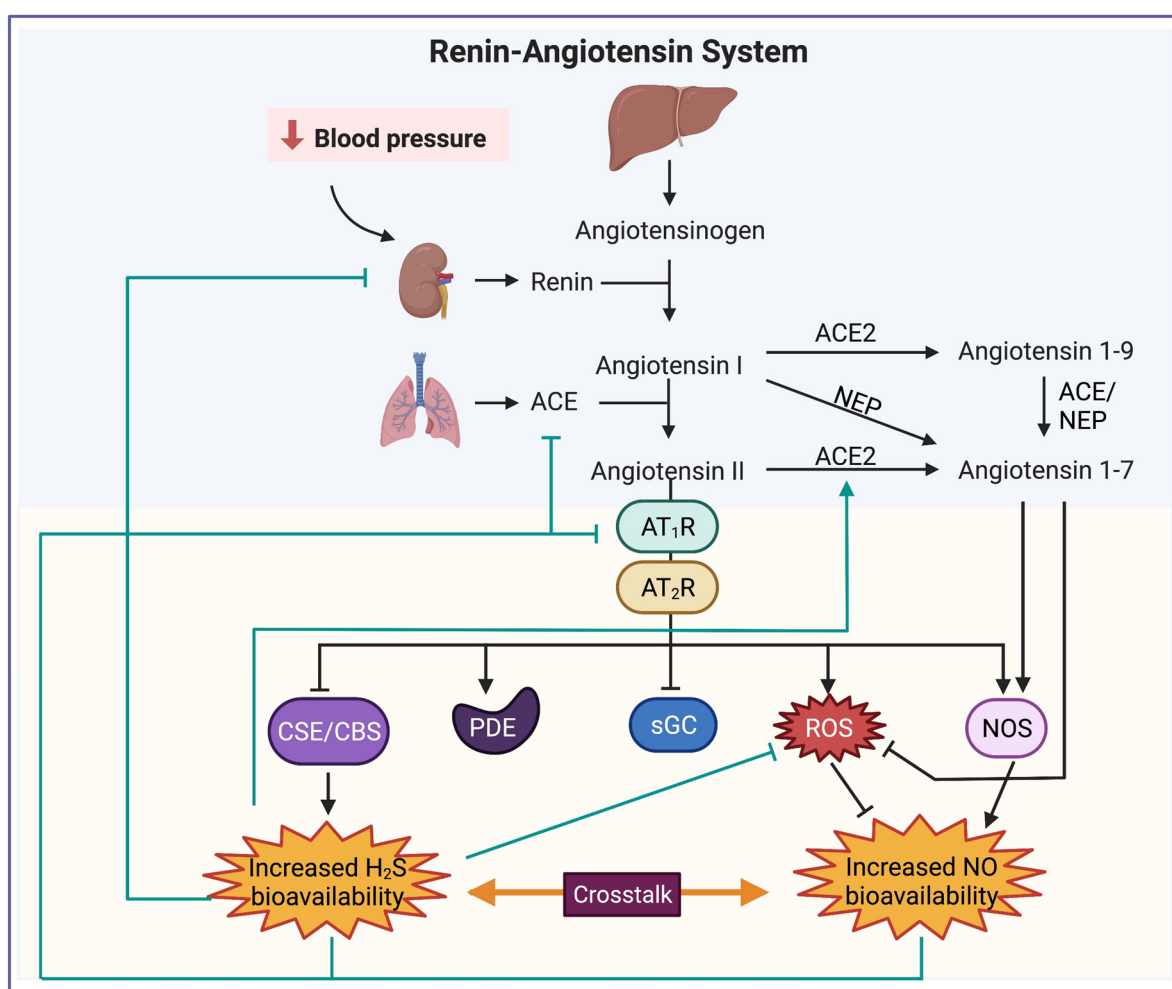 Renin-Angiotensin System
Blood pressure
Angiotensinogen
Renin
ACE2
Angiotensin I
Angiotensin 1-9
ACE
NEP
ACE/
NEP
ACE2
Angiotensin II
Angiotensin 1-7
AT₁R
AT₂R
CSE/CBS
PDE
sGC
ROS
NOS
Increased H₂S
bioavailability
Crosstalk
Increased NO
bioavailability